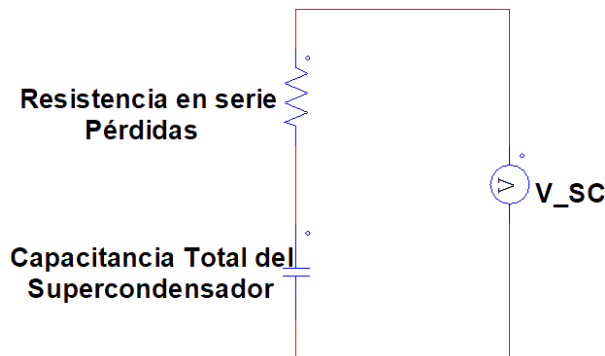 Resistencia en serie
Pérdidas
V
V_SC
Capacitancia Total del
Supercondensador